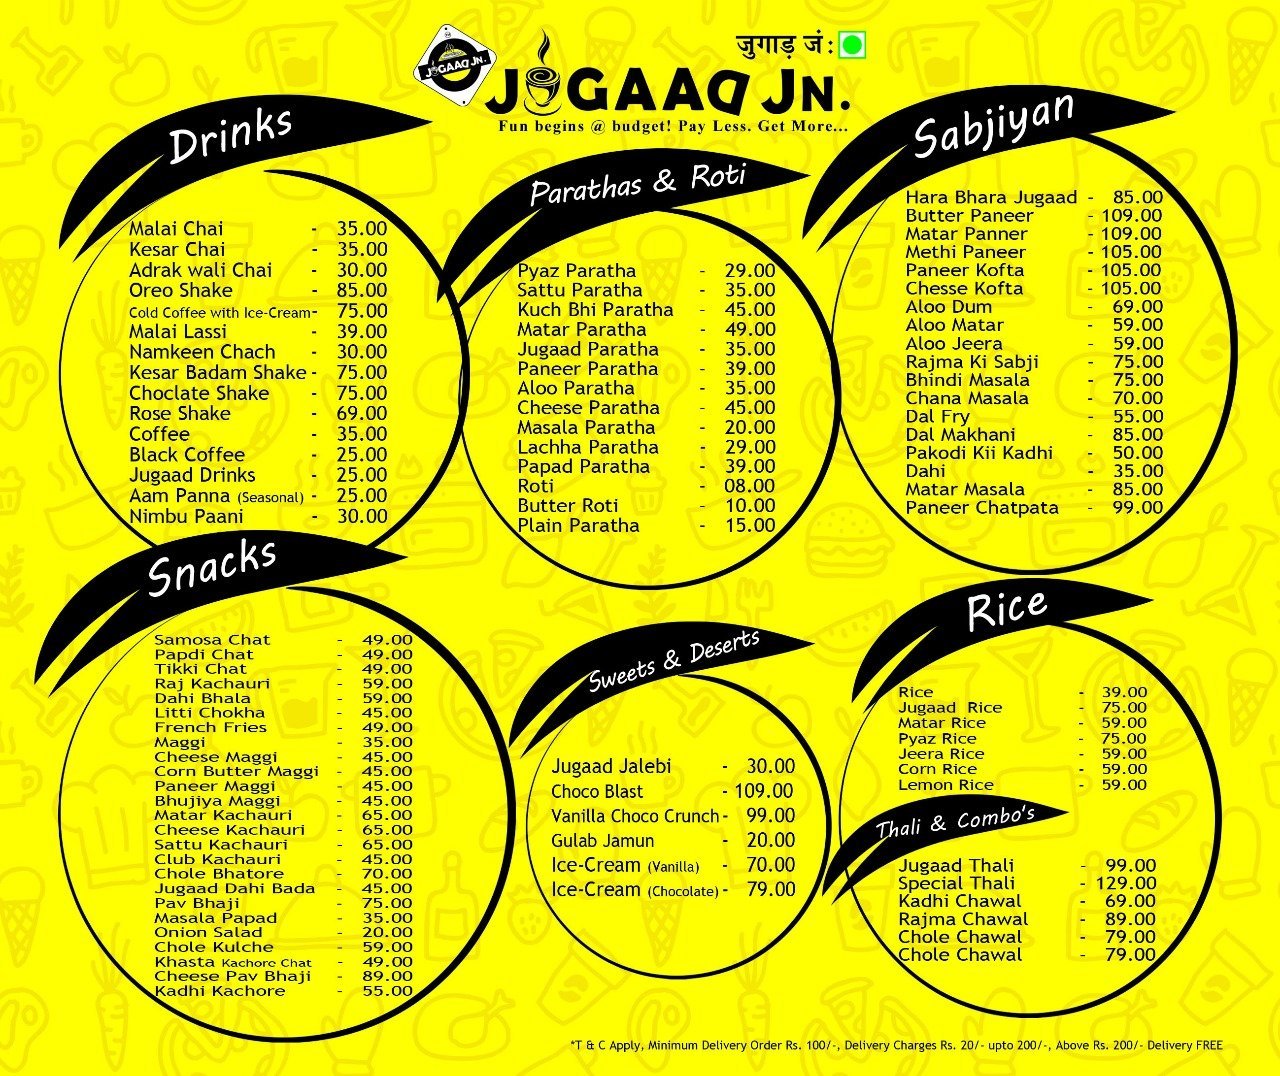 जुगाड़ जं:
JUGAAD JN.
JUGAAD JN.
Fun begins @ budget! Pay Less. Get More...
Drinks
Malai Chai - 35.00
Kesar Chai - 35.00
Adrak wali Chai - 30.00
Oreo Shake - 85.00
Cold Coffee with Ice-Cream- 75.00
Malai Lassi - 39.00
Namkeen Chach - 30.00
Kesar Badam Shake - 75.00
Choclate Shake - 75.00
Rose Shake - 69.00
Coffee - 35.00
Black Coffee - 25.00
Jugaad Drinks - 25.00
Aam Panna (Seasonal) - 25.00
Nimbu Paani - 30.00
Parathas & Roti
Pyaz Paratha - 29.00
Sattu Paratha - 35.00
Kuch Bhi Paratha - 45.00
Matar Paratha - 49.00
Jugaad Paratha - 35.00
Paneer Paratha - 39.00
Aloo Paratha - 35.00
Cheese Paratha - 45.00
Masala Paratha - 20.00
Lachha Paratha - 29.00
Papad Paratha - 39.00
Roti - 08.00
Butter Roti - 10.00
Plain Paratha - 15.00
Sabjiyan
Hara Bhara Jugaad - 85.00
Butter Paneer - 109.00
Matar Panner - 109.00
Methi Paneer - 105.00
Paneer Kofta - 105.00
Chesse Kofta - 105.00
Aloo Dum - 69.00
Aloo Matar - 59.00
Aloo Jeera - 59.00
Rajma Ki Sabji - 75.00
Bhindi Masala - 75.00
Chana Masala - 70.00
Dal Fry - 55.00
Dal Makhani - 85.00
Pakodi Kii Kadhi - 50.00
Dahi - 35.00
Matar Masala - 85.00
Paneer Chatpata - 99.00
Snacks
Samosa Chat - 49.00
Papdi Chat - 49.00
Tikki Chat - 49.00
Raj Kachauri - 59.00
Dahi Bhala - 59.00
Litti Chokha - 45.00
French Fries - 49.00
Maggi - 35.00
Cheese Maggi - 45.00
Corn Butter Maggi - 45.00
Paneer Maggi - 45.00
Bhujiya Maggi - 45.00
Matar Kachauri - 65.00
Cheese Kachauri - 65.00
Sattu Kachauri - 65.00
Club Kachauri - 45.00
Chole Bhatore - 70.00
Jugaad Dahi Bada - 45.00
Pav Bhaji - 75.00
Masala Papad - 35.00
Onion Salad - 20.00
Chole Kulche - 59.00
Khasta Kachore Chat - 49.00
Cheese Pav Bhaji - 89.00
Kadhi Kachore - 55.00
Sweets & Deserts
Jugaad Jalebi - 30.00
Choco Blast - 109.00
Vanilla Choco Crunch - 99.00
Gulab Jamun - 20.00
Ice-Cream (Vanilla) - 70.00
Ice-Cream (Chocolate) - 79.00
Rice
Rice - 39.00
Jugaad Rice - 75.00
Matar Rice - 59.00
Pyaz Rice - 75.00
Jeera Rice - 59.00
Corn Rice - 59.00
Lemon Rice - 59.00
Thali & Combo's
Jugaad Thali - 99.00
Special Thali - 129.00
Kadhi Chawal - 69.00
Rajma Chawal - 89.00
Chole Chawal - 79.00
Chole Chawal - 79.00
*T & C Apply, Minimum Delivery Order Rs. 100/-, Delivery Charges Rs. 20/- upto 200/-, Above Rs. 200/- Delivery FREE